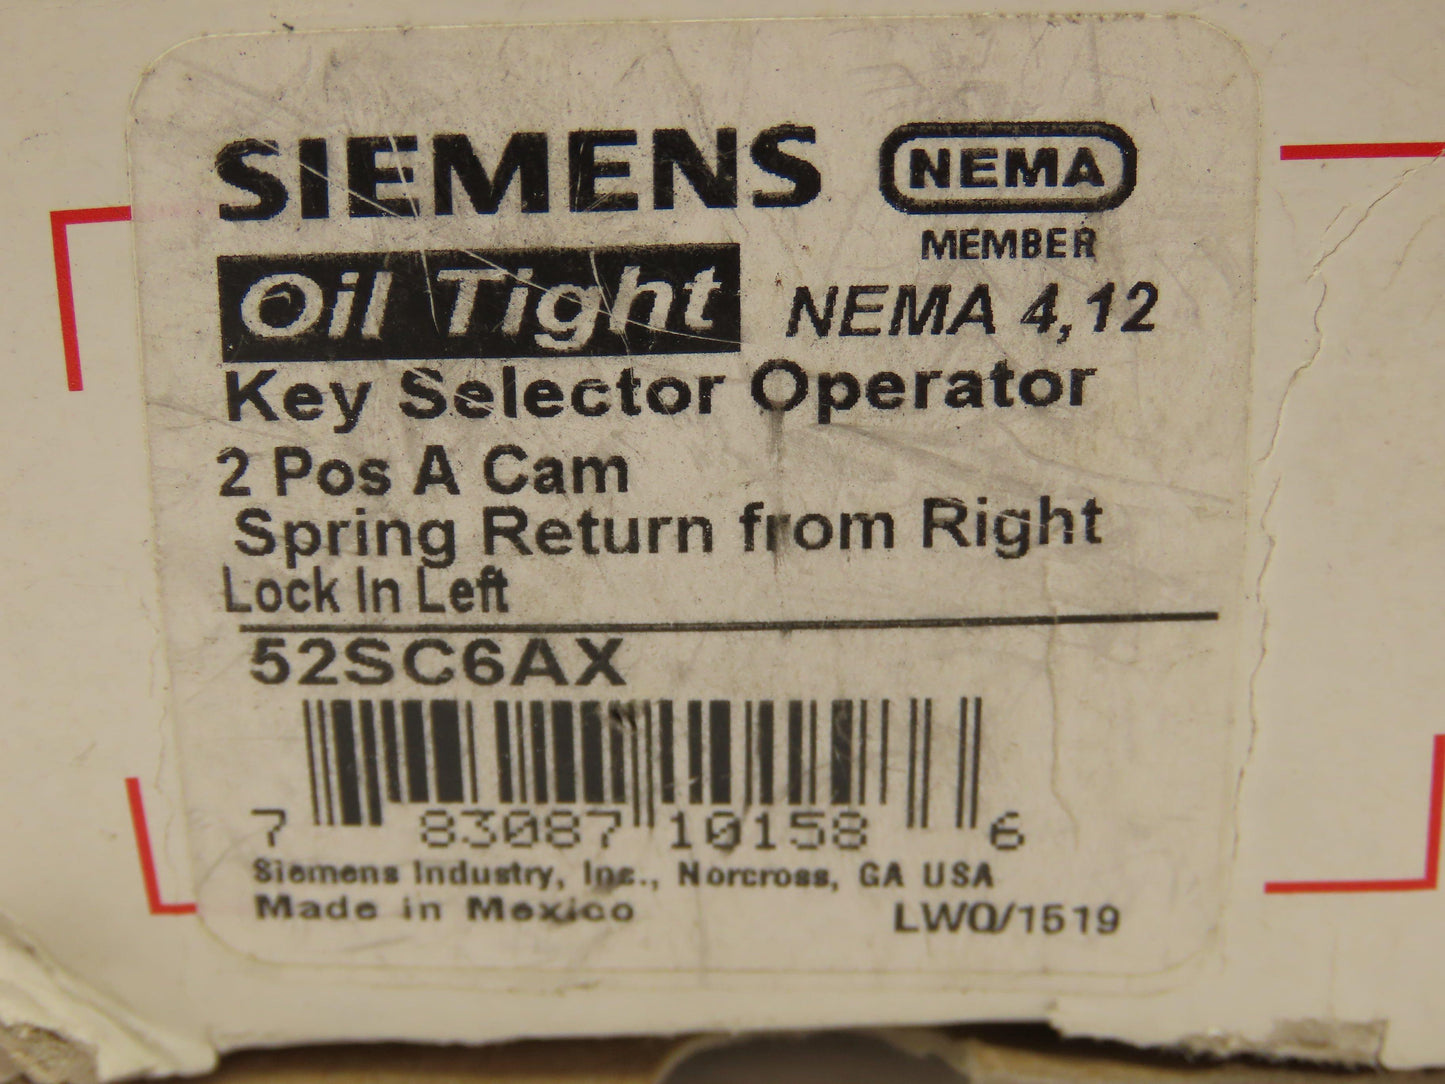 SIEMENS
NEMA
MEMBER
Oil Tight
NEMA 4,12
Key Selector Operator
2 Pos A Cam
Spring Return from Right
Lock In Left
52SC6AX
7 83087 10158 6
Siemens Industry, Inc., Norcross, GA USA
Made in Mexico
LWQ/1519